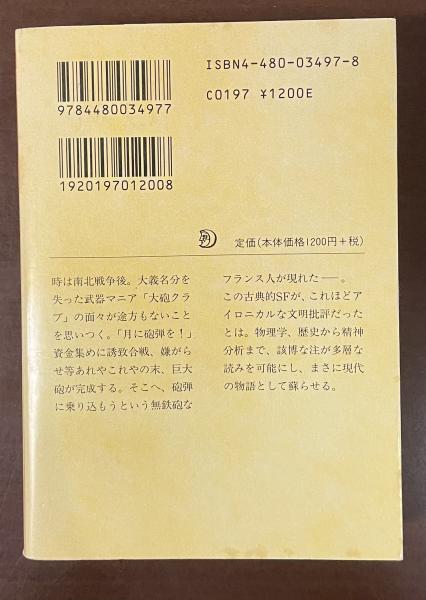 ISBN4-480-03497-8
9784480034977
C0197 ¥1200E
1920197012008
定価(本体価格1200円+税)
時は南北戦争後。大義名分を
失った武器マニア「大砲クラ
ブ」の面々が途方もないこと
を思いつく。「月に砲弾を！」
資金集めに誘致合戦、嫌がら
せ等あれやこれやの末、巨大
砲が完成する。そこへ、砲弾
に乗り込もうという無鉄砲な
フランス人が現れた——。
この古典的SFが、これほどア
イロニカルな文明批評だった
とは。物理学、歴史から精神
分析まで、該博な注が多層な
読みを可能にし、まさに現代
の物語として蘇らせる。